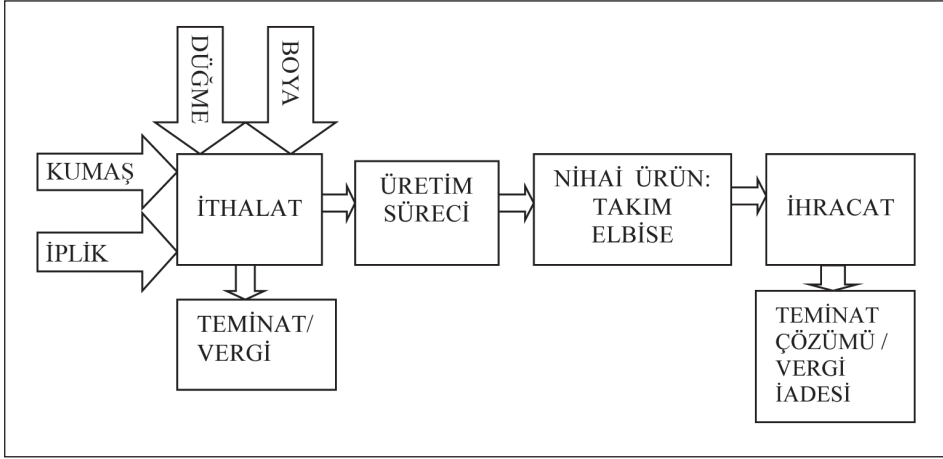 DÜĞME
BOYA
KUMAŞ
İPLİK
İTHALAT
ÜRETİM
SÜRECİ
NİHAİ ÜRÜN:
TAKIM
ELBİSE
İHRACAT
TEMİNAT/
VERGİ
TEMİNAT
ÇÖZÜMÜ /
VERGİ
İADESİ